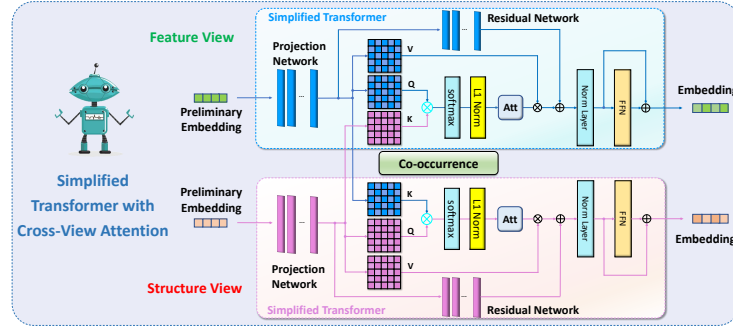 Simplified Transformer
Residual Network
Feature View
Projection
Network
...
...
V
Q
K
softmax
L1 Norm
Att
Norm Layer
FFN
Embedding
Preliminary
Embedding
Co-occurrence
Simplified
Transformer with
Cross-View Attention
Preliminary
Embedding
K
Q
V
softmax
L1 Norm
Att
Norm Layer
FFN
Embedding
...
...
Projection
Network
Residual Network
Structure View
Simplified Transformer